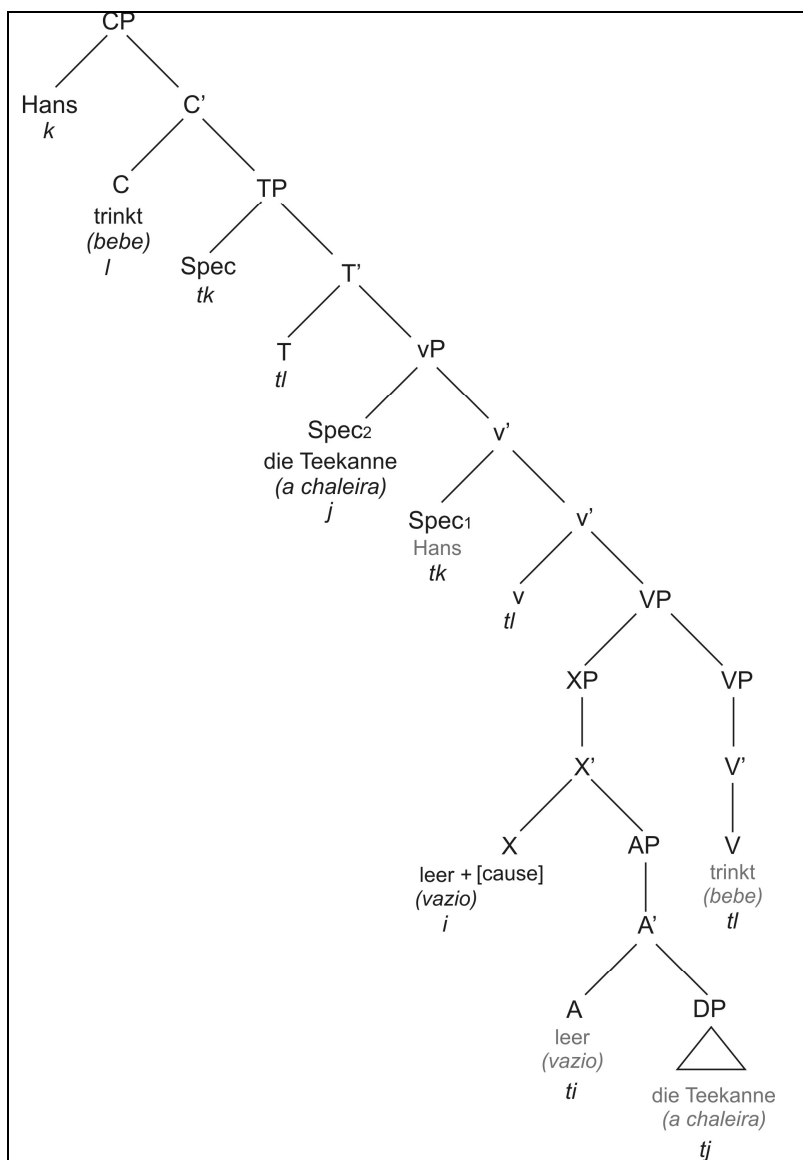 CP
Hans
k
C’
C
trinkt
(bebe)
l
TP
Spec
tk
T’
T
tl
vP
Spec2
die Teekanne
(a chaleira)
j
v’
Spec1
Hans
tk
v’
v
tl
VP
XP
VP
X’
V’
X
leer + [cause]
(vazio)
i
AP
V
trinkt
(bebe)
tl
A’
A
leer
(vazio)
ti
DP
die Teekanne
(a chaleira)
tj